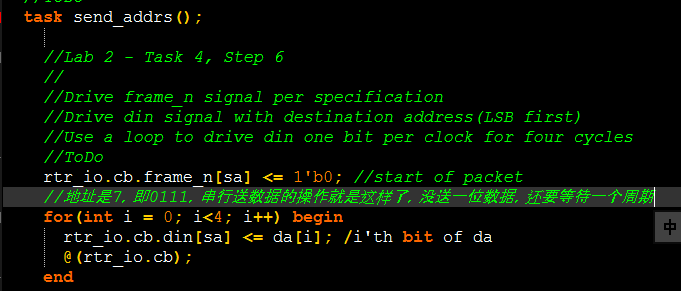 //ToDo
task send_addrs();
//Lab 2 - Task 4, Step 6
//
//Drive frame_n signal per specification
//Drive din signal with destination address(LSB first)
//Use a loop to drive din one bit per clock for four cycles
//ToDo
rtr_io.cb.frame_n[sa] <= 1'b0; //start of packet
//地址是7,即0111,串行送数据的操作就是这样了,没送一位数据,还要等待一个周期
for(int i = 0; i<4; i++) begin
中
rtr_io.cb.din[sa] <= da[i]; /i'th bit of da
@(rtr_io.cb);
end